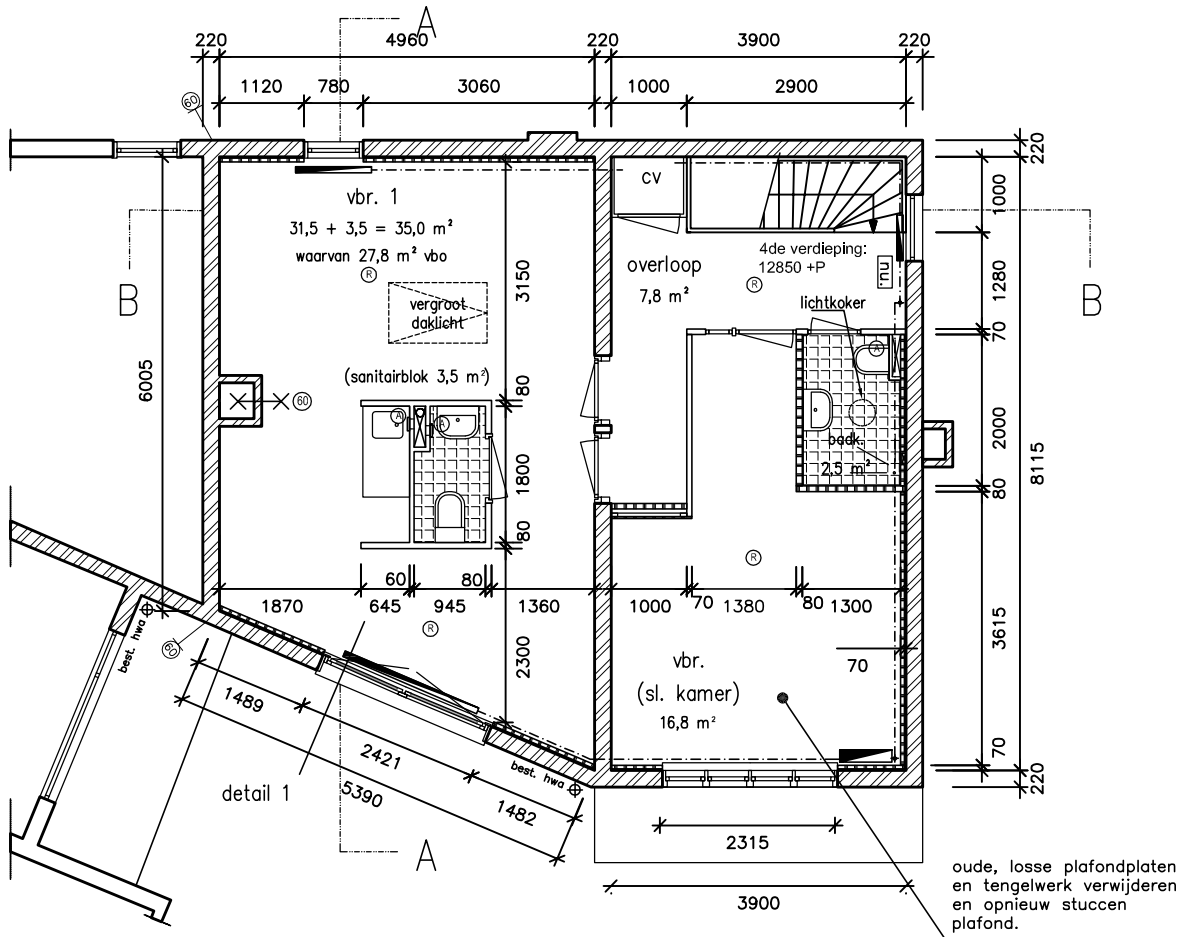 A
220
4960
220
3900
220
1120
780
3060
1000
2900
60
220
vbr. 1
31,5 + 3,5 = 35,0 m²
waarvan 27,8 m² vbo
R
cv
1000
4de verdieping:
12850 +P
nu.
overloop
7,8 m²
R
1280
B
B
3150
vergroot
daklicht
lichtkoker
70
(sanitairblok 3,5 m²)
6005
80
60
A
A
A
badk.
2,5 m²
2000
8115
1800
80
80
R
60
80
1870
645
945
1360
1000
70
1380
80
1300
3615
R
2300
60
best. hwa
vbr.
(sl. kamer)
16,8 m²
70
1489
2421
5390
1482
best. hwa
70
220
detail 1
A
2315
3900
oude, losse plafondplaten
en tengelwerk verwijderen
en opnieuw stuccen
plafond.